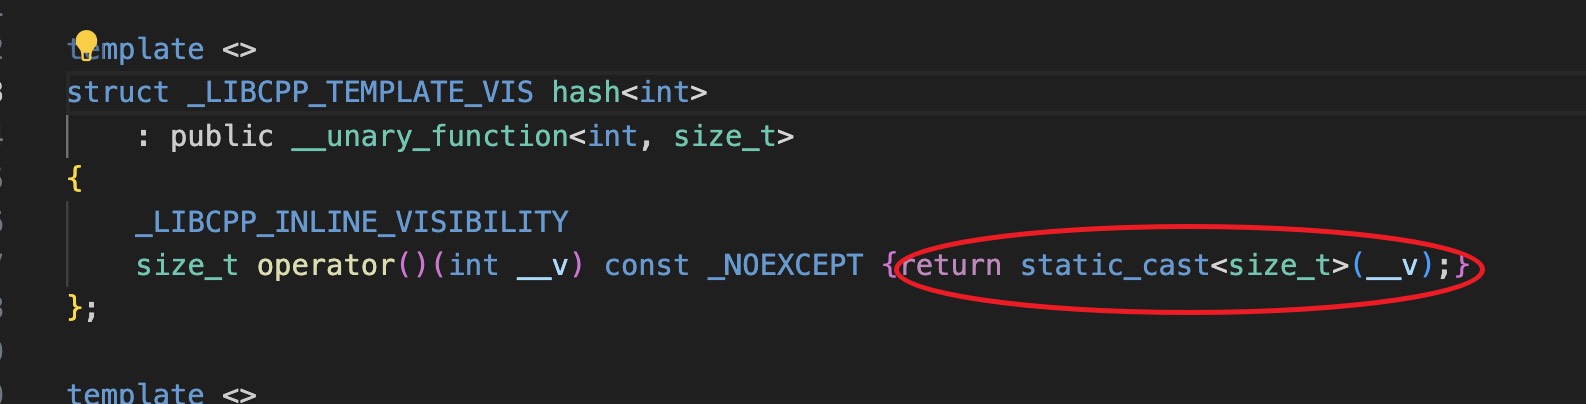 template <>
struct _LIBCPP_TEMPLATE_VIS hash<int>
    : public __unary_function<int, size_t>
{
    _LIBCPP_INLINE_VISIBILITY
    size_t operator()(int __v) const _NOEXCEPT {return static_cast<size_t>(__v);}
};
template <>